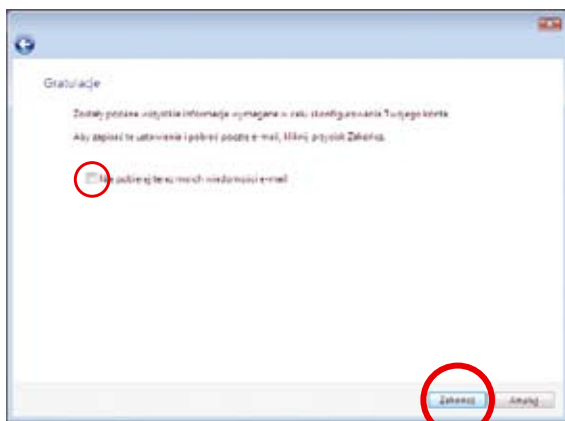 Gratulacje
Zostały podane wszystkie informacje wymagane w celu skonfigurowania Twojego konta.
Aby zapisać te ustawienia i pobrać pocztę e-mail, kliknij przycisk Zakończ.
Nie pobieraj teraz moich wiadomości e-mail
Zakończ Anuluj